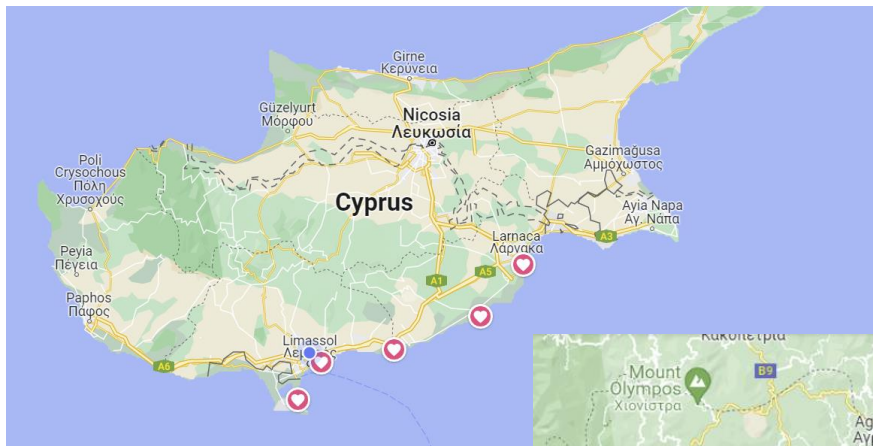 Girne
Κερύνεια
Güzelyurt
Μόρφου
Nicosia
Λευκωσία
Gazimağusa
Αμμόχωστος
Poli
Crysochous
Πόλη
Χρυσοχούς
Cyprus
Ayia Napa
Αγ. Νάπα
Larnaca
Λάρνακα
A3
Peyia
Πέγεια
A5
A1
Paphos
Πάφος
Limassol
A6
Κακοπετριά
Mount
Olympos
Χιονίστρα
B9